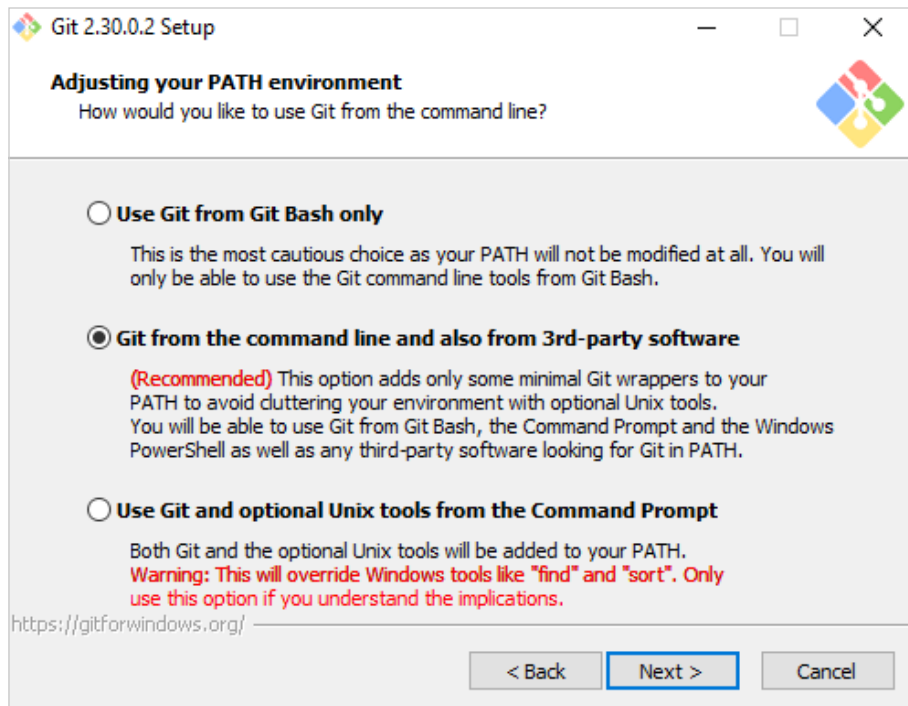 Git 2.30.0.2 Setup
Adjusting your PATH environment
How would you like to use Git from the command line?
Use Git from Git Bash only
This is the most cautious choice as your PATH will not be modified at all. You will
only be able to use the Git command line tools from Git Bash.
Git from the command line and also from 3rd-party software
(Recommended) This option adds only some minimal Git wrappers to your
PATH to avoid cluttering your environment with optional Unix tools.
You will be able to use Git from Git Bash, the Command Prompt and the Windows
PowerShell as well as any third-party software looking for Git in PATH.
Use Git and optional Unix tools from the Command Prompt
Both Git and the optional Unix tools will be added to your PATH.
Warning: This will override Windows tools like "find" and "sort". Only
use this option if you understand the implications.
https://gitforwindows.org/
< Back
Next >
Cancel